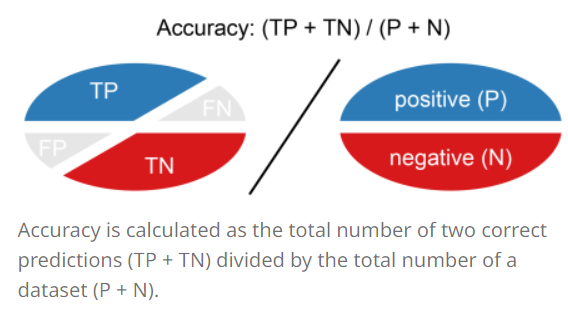 Accuracy: (TP + TN) / (P + N)
TP
FN
FP
TN
positive (P)
negative (N)
Accuracy is calculated as the total number of two correct
predictions (TP + TN) divided by the total number of a
dataset (P + N).